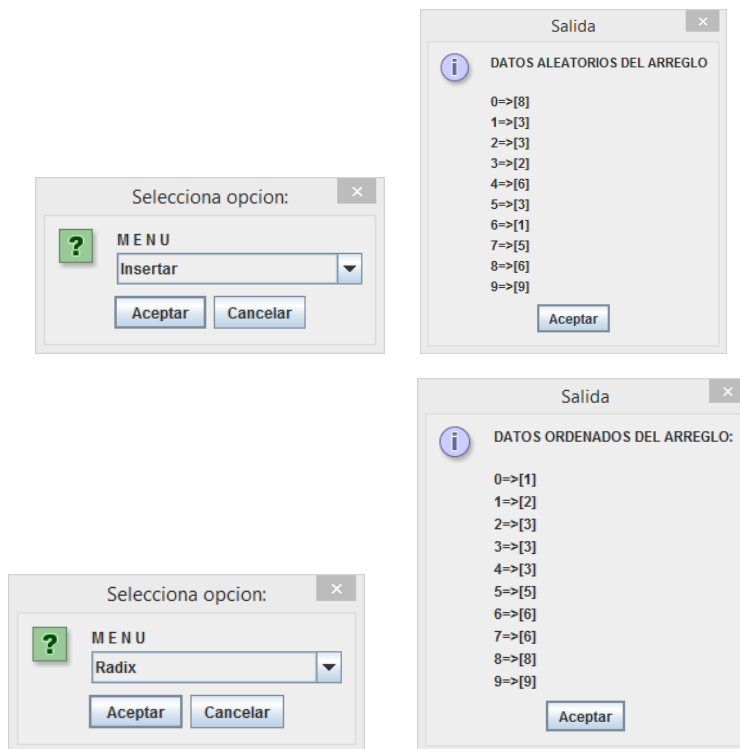 Selecciona opcion:
M E N U
Insertar
Aceptar Cancelar
Salida
DATOS ALEATORIOS DEL ARREGLO
0=>[8]
1=>[3]
2=>[3]
3=>[2]
4=>[6]
5=>[3]
6=>[1]
7=>[5]
8=>[6]
9=>[9]
Aceptar
Selecciona opcion:
M E N U
Radix
Aceptar Cancelar
Salida
DATOS ORDENADOS DEL ARREGLO:
0=>[1]
1=>[2]
2=>[3]
3=>[3]
4=>[3]
5=>[5]
6=>[6]
7=>[6]
8=>[8]
9=>[9]
Aceptar